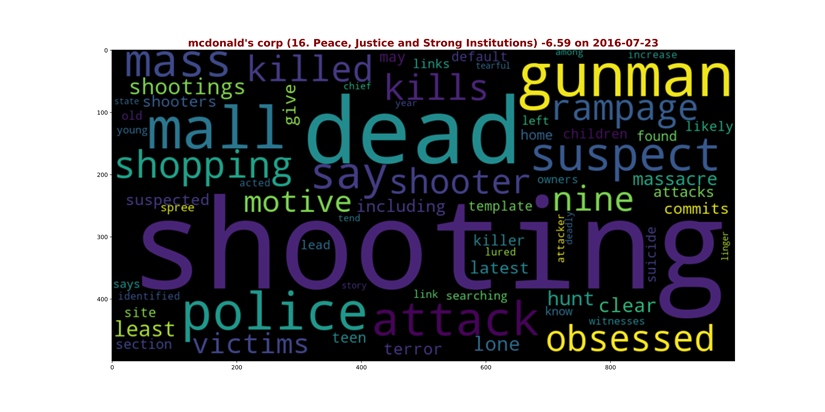 mcdonald's corp (16. Peace, Justice and Strong Institutions) -6.59 on 2016-07-23
0
100
200
300
400
0 200 400 600 800
mass killed may links default among increase
tearful
shootings chief kills gunman
state shooters give year rampage
old mall dead left likely
young home children found
shopping say suspect
acted shooter owners massacre
suspected motive including template nine attacks
spree commits
tend shooting
lead killer attacker deadly suicide linger
lured
latest
says story
identified link searching hunt clear
site police attack know
least witnesses
section victims teen terror lone obsessed